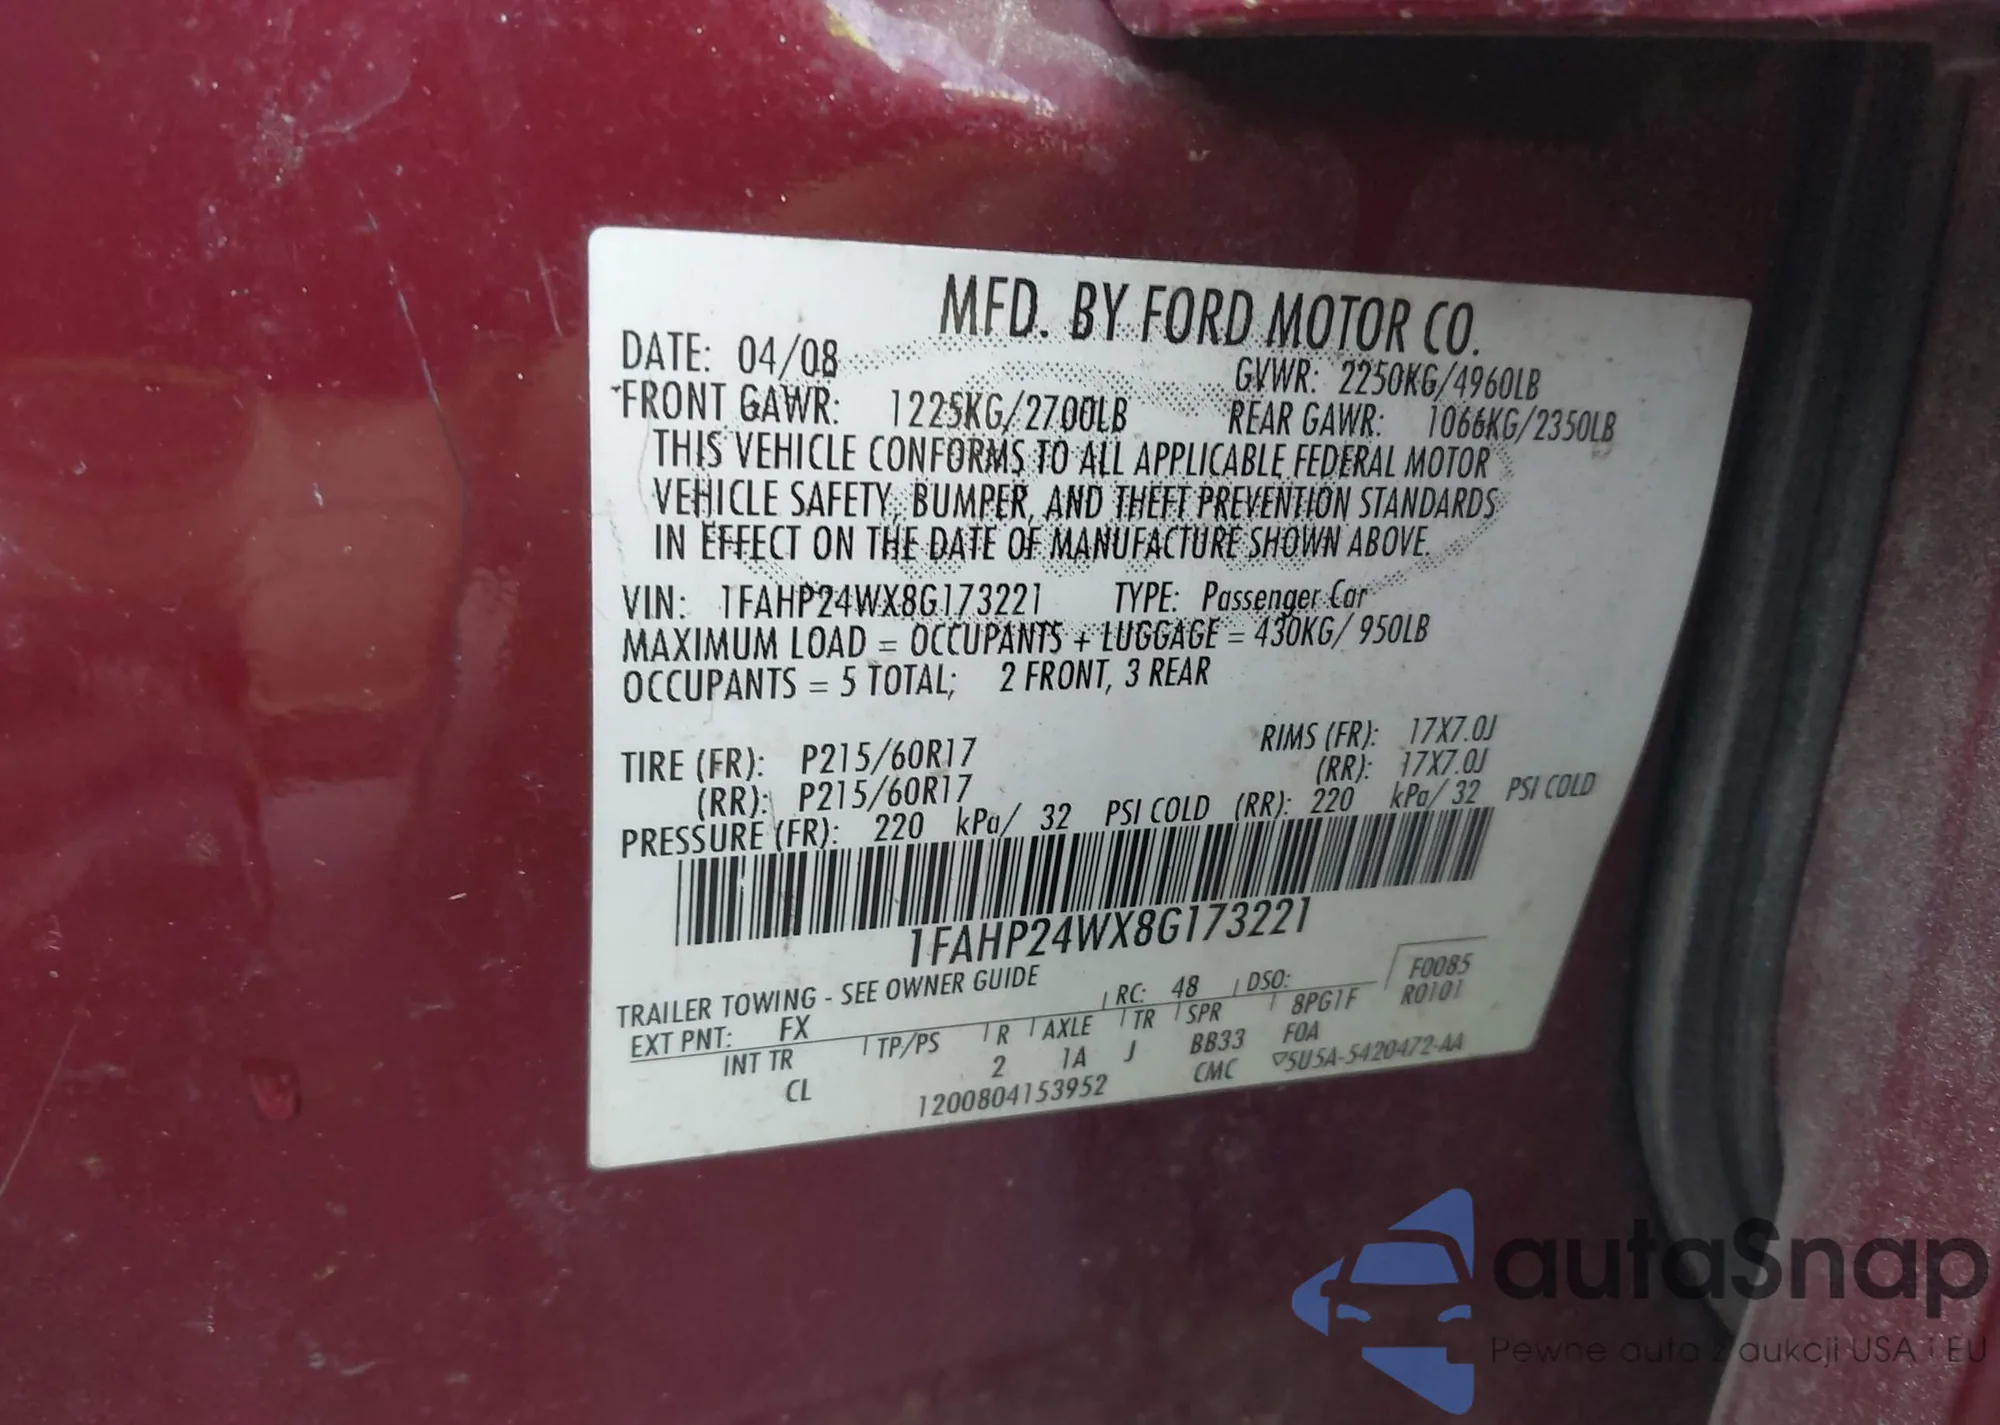 MFD. BY FORD MOTOR CO.
DATE: 04/08
GVWR: 2250KG/4960LB
FRONT GAWR: 1225KG/2700LB
REAR GAWR: 1066KG/2350LB
THIS VEHICLE CONFORMS TO ALL APPLICABLE FEDERAL MOTOR
VEHICLE SAFETY, BUMPER, AND THEFT PREVENTION STANDARDS
IN EFFECT ON THE DATE OF MANUFACTURE SHOWN ABOVE.
VIN: 1FAHP24WX8G173221 TYPE: Passenger Car
MAXIMUM LOAD = OCCUPANTS + LUGGAGE = 430KG/ 950LB
OCCUPANTS = 5 TOTAL; 2 FRONT, 3 REAR
TIRE (FR): P215/60R17 RIMS (FR): 17X7.0J
(RR): P215/60R17 (RR): 17X7.0J
PRESSURE (FR): 220 kPa/ 32 PSI COLD (RR): 220 kPa/ 32 PSI COLD
1FAHP24WX8G173221
TRAILER TOWING - SEE OWNER GUIDE
EXT PNT: FX RC: 48 DSO: F0085
INT TR TP/PS R AXLE TR SPR 8PG1F R0101
CL 2 1A J BB33 F0A
1200804153952 CMC ▽5U5A-5420472-AA
autaSnap
Pewne auta z aukcji USA i EU